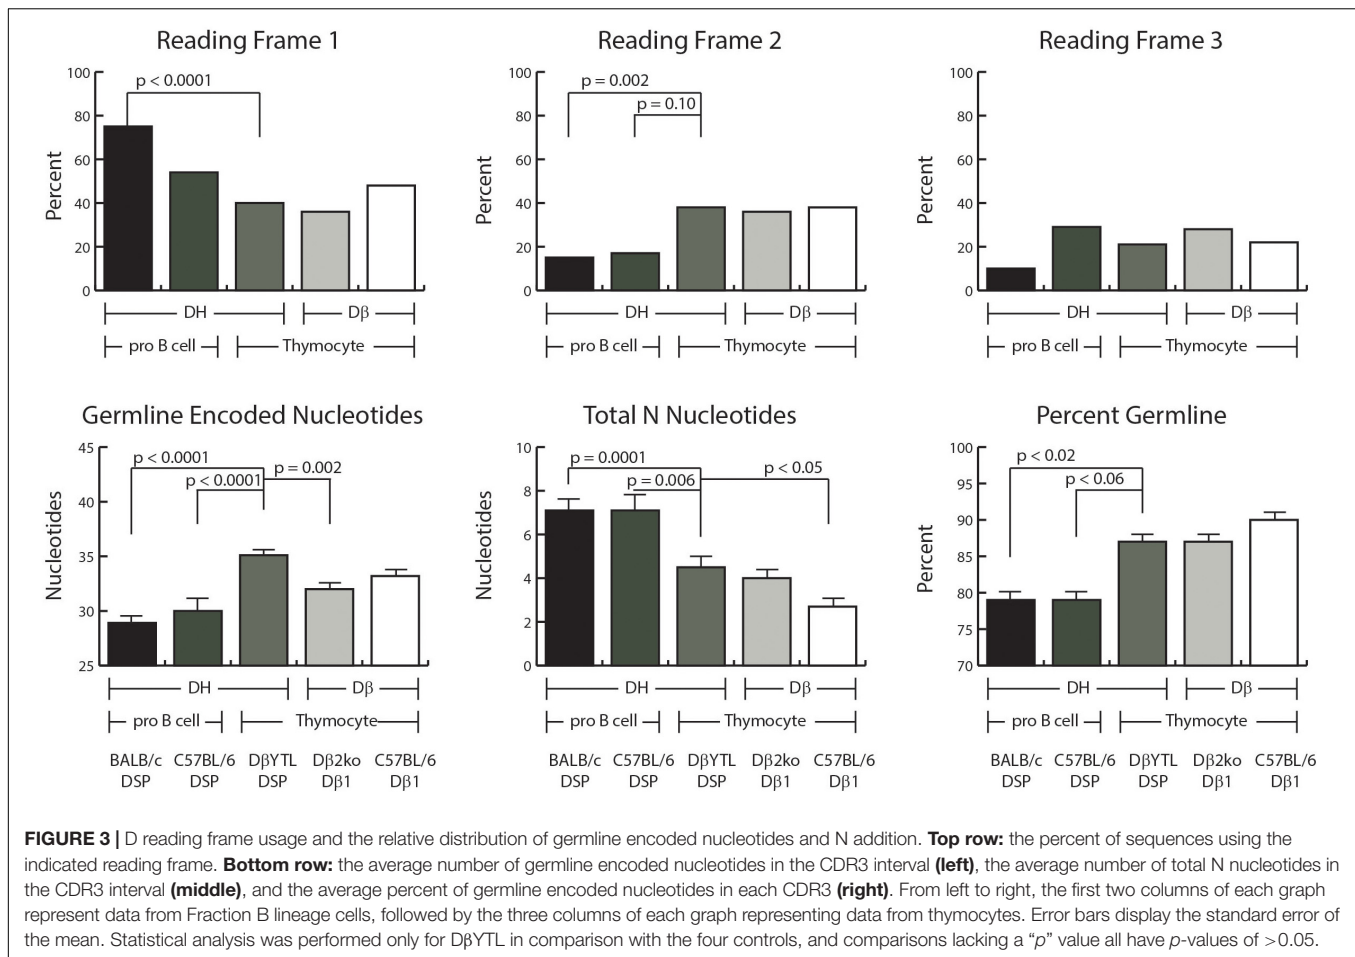 Reading Frame 1
Reading Frame 2
Reading Frame 3
100
80
60
40
20
0
Percent
p < 0.0001
DH
Dβ
pro B cell
Thymocyte
100
80
60
40
20
0
Percent
p = 0.002
p = 0.10
DH
Dβ
pro B cell
Thymocyte
100
80
60
40
20
0
Percent
DH
Dβ
pro B cell
Thymocyte
Germline Encoded Nucleotides
Total N Nucleotides
Percent Germline
45
40
35
30
25
Nucleotides
p < 0.0001
p < 0.0001
p = 0.002
DH
Dβ
pro B cell
Thymocyte
BALB/c DSP
C57BL/6 DSP
DβYTL DSP
Dβ2ko Dβ1
C57BL/6 Dβ1
10
8
6
4
2
0
Nucleotides
p = 0.0001
p = 0.006
p < 0.05
DH
Dβ
pro B cell
Thymocyte
BALB/c DSP
C57BL/6 DSP
DβYTL DSP
Dβ2ko Dβ1
C57BL/6 Dβ1
100
95
90
85
80
75
70
Percent
p < 0.02
p < 0.06
DH
Dβ
pro B cell
Thymocyte
BALB/c DSP
C57BL/6 DSP
DβYTL DSP
Dβ2ko Dβ1
C57BL/6 Dβ1
FIGURE 3 | D reading frame usage and the relative distribution of germline encoded nucleotides and N addition. Top row: the percent of sequences using the
indicated reading frame. Bottom row: the average number of germline encoded nucleotides in the CDR3 interval (left), the average number of total N nucleotides in
the CDR3 interval (middle), and the average percent of germline encoded nucleotides in each CDR3 (right). From left to right, the first two columns of each graph
represent data from Fraction B lineage cells, followed by the three columns of each graph representing data from thymocytes. Error bars display the standard error of
the mean. Statistical analysis was performed only for DβYTL in comparison with the four controls, and comparisons lacking a “p” value all have p-values of >0.05.